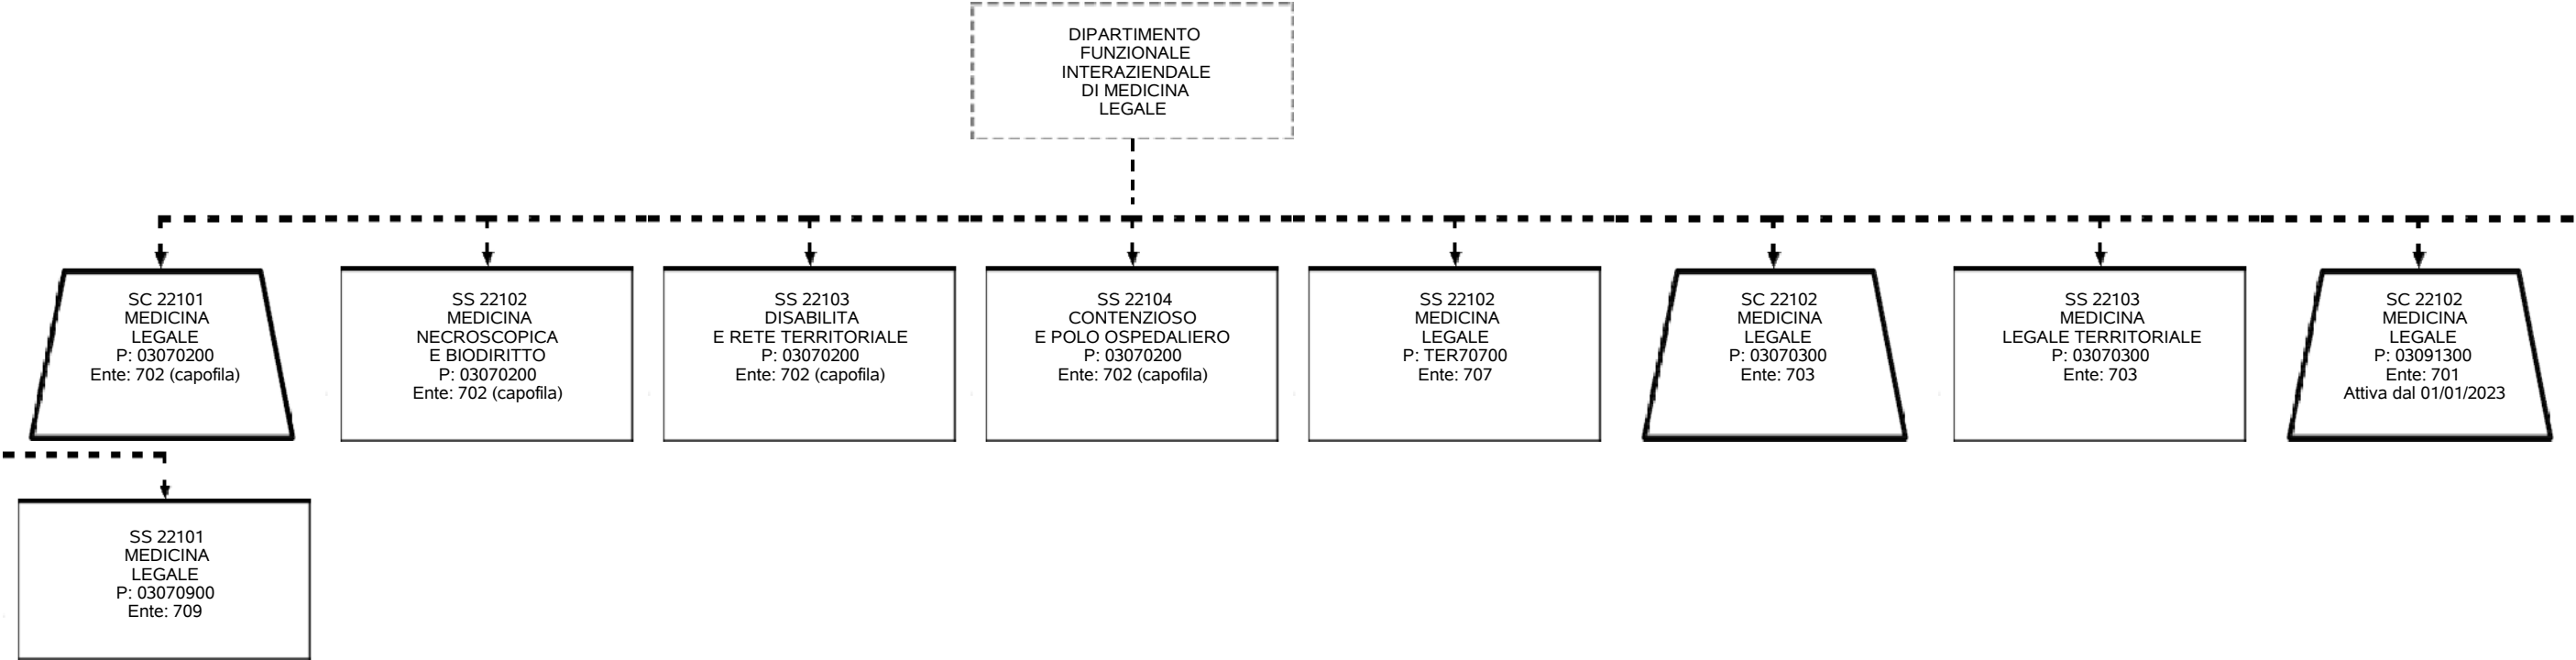 DIPARTIMENTO
FUNZIONALE
INTERAZIENDALE
DI MEDICINA
LEGALE
SC 22101
MEDICINA
LEGALE
P: 03070200
Ente: 702 (capofila)
SS 22102
MEDICINA
NECROSCOPICA
E BIODIRITTO
P: 03070200
Ente: 702 (capofila)
SS 22103
DISABILITA
E RETE TERRITORIALE
P: 03070200
Ente: 702 (capofila)
SS 22104
CONTENZIOSO
E POLO OSPEDALIERO
P: 03070200
Ente: 702 (capofila)
SS 22102
MEDICINA
LEGALE
P: TER70700
Ente: 707
SC 22102
MEDICINA
LEGALE
P: 03070300
Ente: 703
SS 22103
MEDICINA
LEGALE TERRITORIALE
P: 03070300
Ente: 703
SC 22102
MEDICINA
LEGALE
P: 03091300
Ente: 701
Attiva dal 01/01/2023
SS 22101
MEDICINA
LEGALE
P: 03070900
Ente: 709